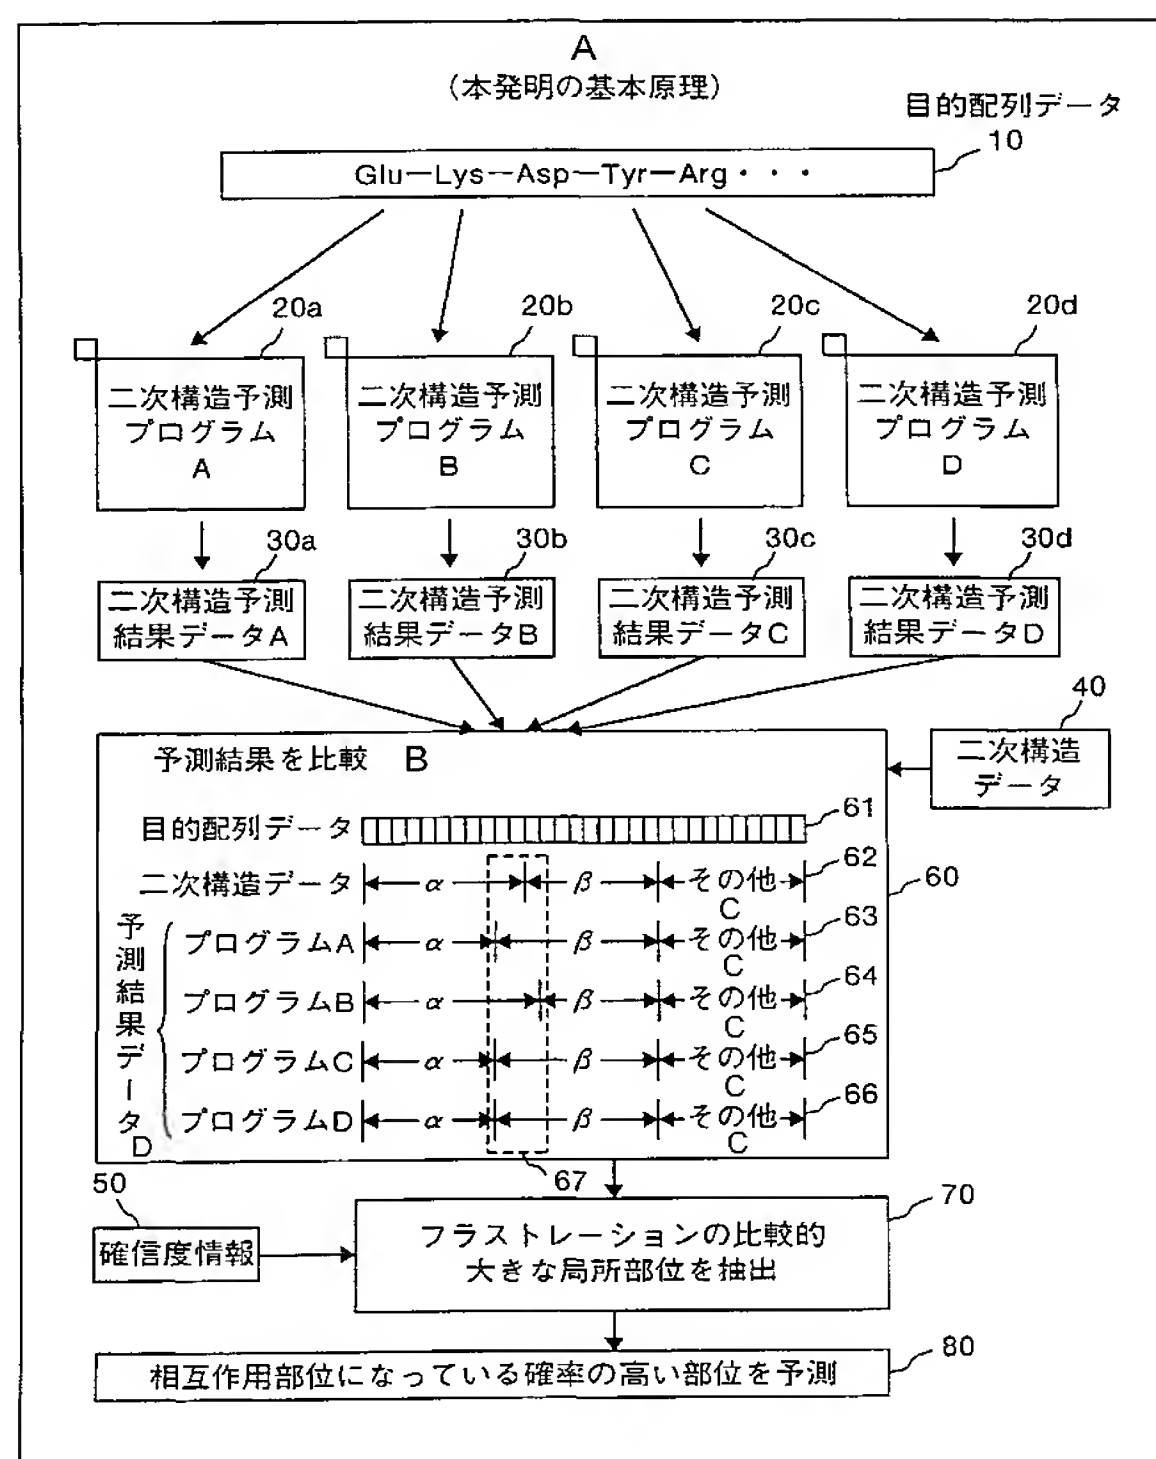 A
(本発明の基本原理)
目的配列データ
10
Glu—Lys—Asp—Tyr—Arg・・・
20a
20b
20c
20d
二次構造予測
プログラム
A
二次構造予測
プログラム
B
二次構造予測
プログラム
C
二次構造予測
プログラム
D
30a
30b
30c
30d
二次構造予測
結果データA
二次構造予測
結果データB
二次構造予測
結果データC
二次構造予測
結果データD
40
二次構造
データ
予測結果を比較 B
60
目的配列データ
61
二次構造データ α β その他 62
C
予測結果データ
D
プログラムA α β その他 63
C
プログラムB α β その他 64
C
プログラムC α β その他 65
C
プログラムD α β その他 66
C
67
50
確信度情報
70
フラストレーションの比較的
大きな局所部位を抽出
80
相互作用部位になっている確率の高い部位を予測